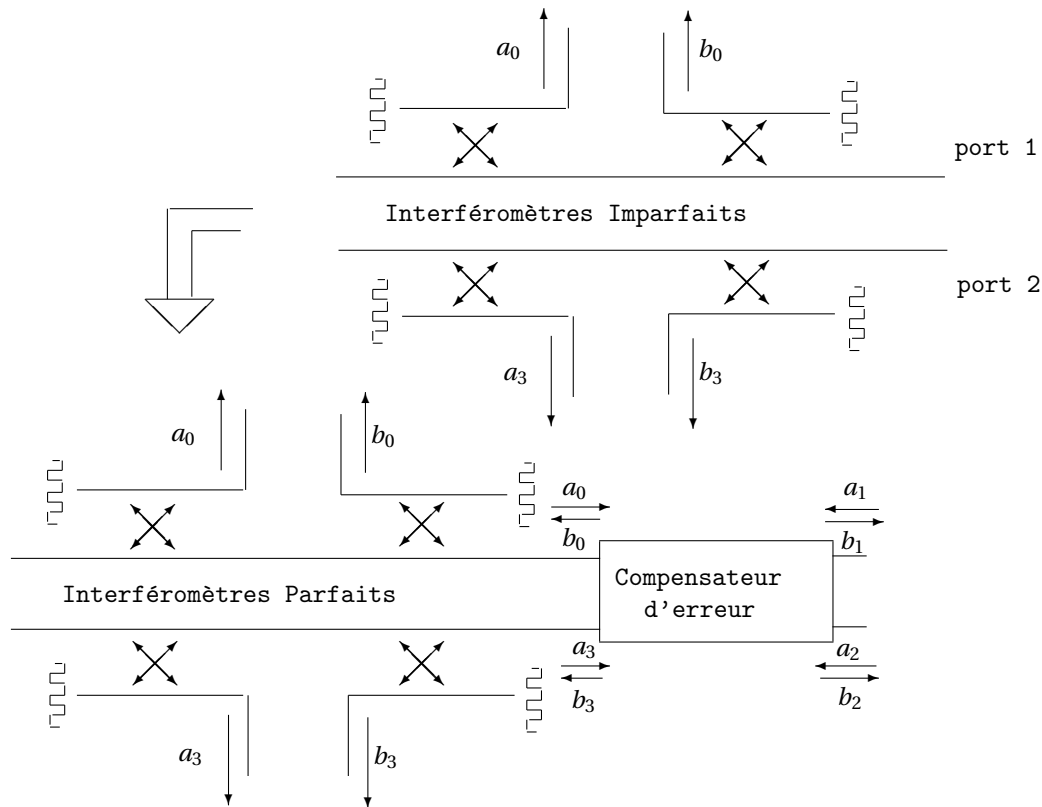 a0
b0
port 1
Interféromètres Imparfaits
port 2
a3
b3
a0
b0
a0
b0
a1
b1
Interféromètres Parfaits
Compensateur
d'erreur
a3
b3
a2
b2
a3
b3